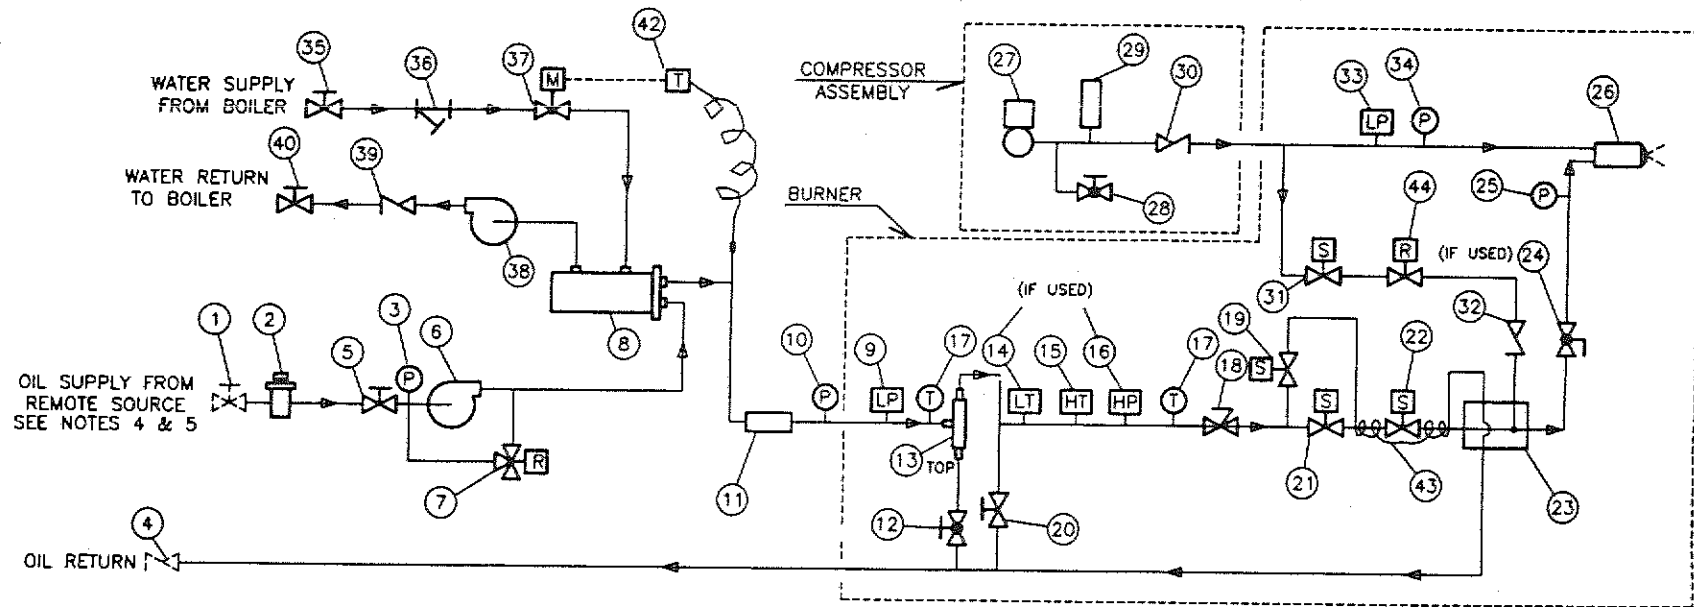 42
35
36
37
M
T
WATER SUPPLY
FROM BOILER
40
39
WATER RETURN
TO BOILER
38
8
1
2
3
P
5
6
OIL SUPPLY FROM
REMOTE SOURCE
SEE NOTES 4 & 5
7
R
4
OIL RETURN
11
COMPRESSOR
ASSEMBLY
27
29
30
28
33
LP
34
P
26
25
P
BURNER
31
S
44
R
(IF USED)
24
32
(IF USED)
10
P
9
LP
17
T
14
LT
15
HT
16
HP
17
T
13
TOP
12
20
18
19
S
21
S
22
S
43
23